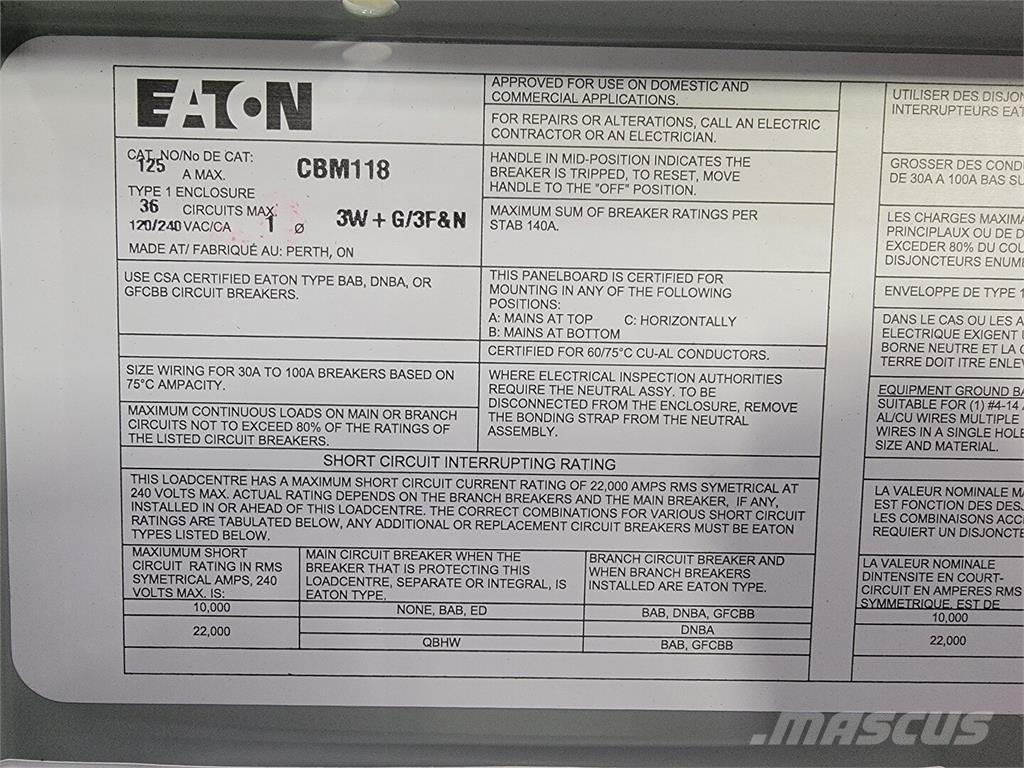 EATON
CAT. NO/No DE CAT:
CBM118
125 A MAX.
TYPE 1 ENCLOSURE
36 CIRCUITS MAX.
120/240 VAC/CA 1 ø 3W + G/3F&N
MADE AT/ FABRIQUÉ AU: PERTH, ON
USE CSA CERTIFIED EATON TYPE BAB, DNBA, OR
GFCBB CIRCUIT BREAKERS.
SIZE WIRING FOR 30A TO 100A BREAKERS BASED ON
75°C AMPACITY.
MAXIMUM CONTINUOUS LOADS ON MAIN OR BRANCH
CIRCUITS NOT TO EXCEED 80% OF THE RATINGS OF
THE LISTED CIRCUIT BREAKERS.
APPROVED FOR USE ON DOMESTIC AND
COMMERCIAL APPLICATIONS.
FOR REPAIRS OR ALTERATIONS, CALL AN ELECTRIC
CONTRACTOR OR AN ELECTRICIAN.
HANDLE IN MID-POSITION INDICATES THE
BREAKER IS TRIPPED, TO RESET, MOVE
HANDLE TO THE "OFF" POSITION.
MAXIMUM SUM OF BREAKER RATINGS PER
STAB 140A.
THIS PANELBOARD IS CERTIFIED FOR
MOUNTING IN ANY OF THE FOLLOWING
POSITIONS:
A: MAINS AT TOP C: HORIZONTALLY
B: MAINS AT BOTTOM
CERTIFIED FOR 60/75°C CU-AL CONDUCTORS.
WHERE ELECTRICAL INSPECTION AUTHORITIES
REQUIRE THE NEUTRAL ASSY. TO BE
DISCONNECTED FROM THE ENCLOSURE, REMOVE
THE BONDING STRAP FROM THE NEUTRAL
ASSEMBLY.
SHORT CIRCUIT INTERRUPTING RATING
THIS LOADCENTRE HAS A MAXIMUM SHORT CIRCUIT CURRENT RATING OF 22,000 AMPS RMS SYMETRICAL AT
240 VOLTS MAX. ACTUAL RATING DEPENDS ON THE BRANCH BREAKERS AND THE MAIN BREAKER, IF ANY,
INSTALLED IN OR AHEAD OF THIS LOADCENTRE. THE CORRECT COMBINATIONS FOR VARIOUS SHORT CIRCUIT
RATINGS ARE TABULATED BELOW, ANY ADDITIONAL OR REPLACEMENT CIRCUIT BREAKERS MUST BE EATON
TYPES LISTED BELOW.
MAXIUMUM SHORT
CIRCUIT RATING IN RMS
SYMETRICAL AMPS, 240
VOLTS MAX. IS:
MAIN CIRCUIT BREAKER WHEN THE
BREAKER THAT IS PROTECTING THIS
LOADCENTRE, SEPARATE OR INTEGRAL, IS
EATON TYPE.
BRANCH CIRCUIT BREAKER AND
WHEN BRANCH BREAKERS
INSTALLED ARE EATON TYPE.
10,000 NONE, BAB, ED BAB, DNBA, GFCBB
22,000 DNBA
QBHW BAB, GFCBB
UTILISER DES DISJON
INTERRUPTEURS EAT
GROSSER DES COND
DE 30A A 100A BAS SU
LES CHARGES MAXIMA
PRINCIPAUX OU DE D
EXCEDER 80% DU COU
DISJONCTEURS ENUME
ENVELOPPE DE TYPE 1
DANS LE CAS OU LES A
ELECTRIQUE EXIGENT
BORNE NEUTRE ET LA C
TERRE DOIT ITRE ENLEV
EQUIPMENT GROUND BA
SUITABLE FOR (1) #4-14
AL/CU WIRES MULTIPLE
WIRES IN A SINGLE HOLE
SIZE AND MATERIAL.
LA VALEUR NOMINALE MA
EST FONCTION DES DESJ
LES COMBINAISONS ACC
REQUIERT UN DISJONCTE
LA VALEUR NOMINALE
DINTENSITE EN COURT-
CIRCUIT EN AMPERES RMS
SYMMETRIQUE, EST DE
10,000
22,000
MASCUS